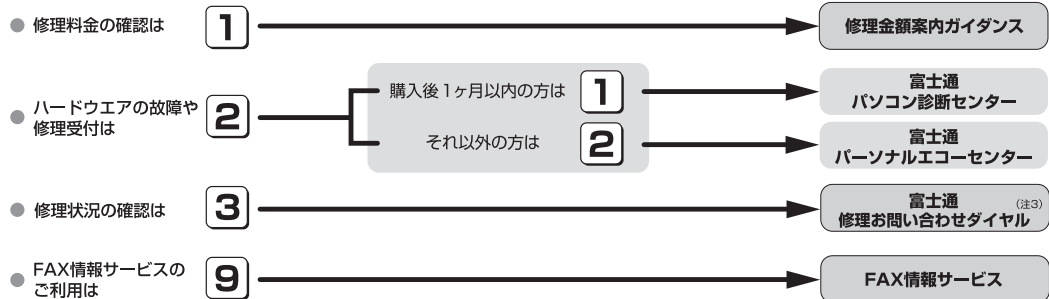 修理料金の確認は 1 修理金額案内ガイダンス
ハードウエアの故障や
修理受付は
2
購入後1ヶ月以内の方は 1
富士通
パソコン診断センター
それ以外の方は 2
富士通
パーソナルエコーセンター
修理状況の確認は 3
富士通 (注3)
修理お問い合わせダイヤル
FAX情報サービスの
ご利用は
9
FAX情報サービス